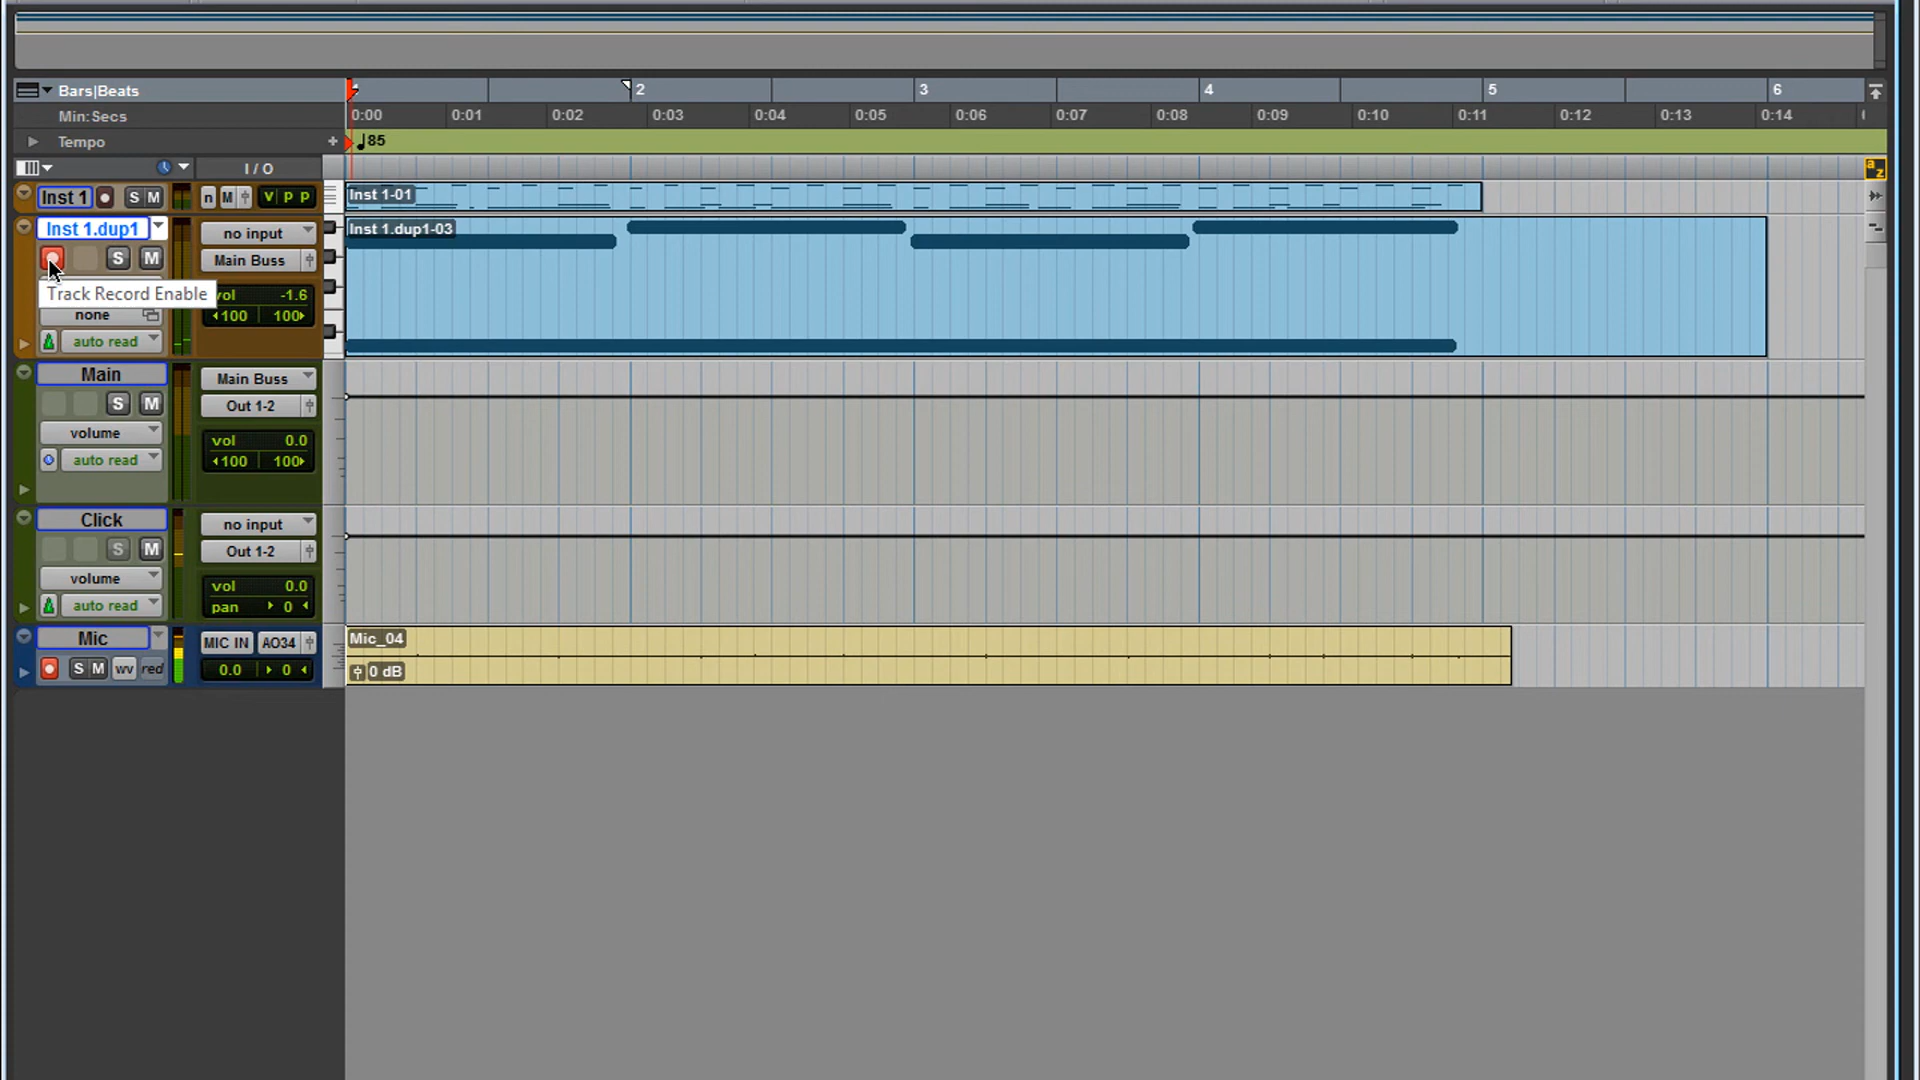 Bars|Beats
2 3 4 5 6
Min:Secs
0:00 0:01 0:02 0:03 0:04 0:05 0:06 0:07 0:08 0:09 0:10 0:11 0:12 0:13 0:14
Tempo +
85
a z
I / O
Inst 1 S M n M V P P
Inst 1-01
Inst 1.dup1
no input
Inst 1.dup1-03
S M
Main Buss
Track Record Enable
vol -1.6
none
100 100
auto read
Main
Main Buss
S M
Out 1-2
volume
vol 0.0
auto read
100 100
Click
no input
S M
Out 1-2
volume
vol 0.0
auto read
pan 0
Mic
MIC IN AO34
Mic_04
S M wv red
0.0 0
0 dB